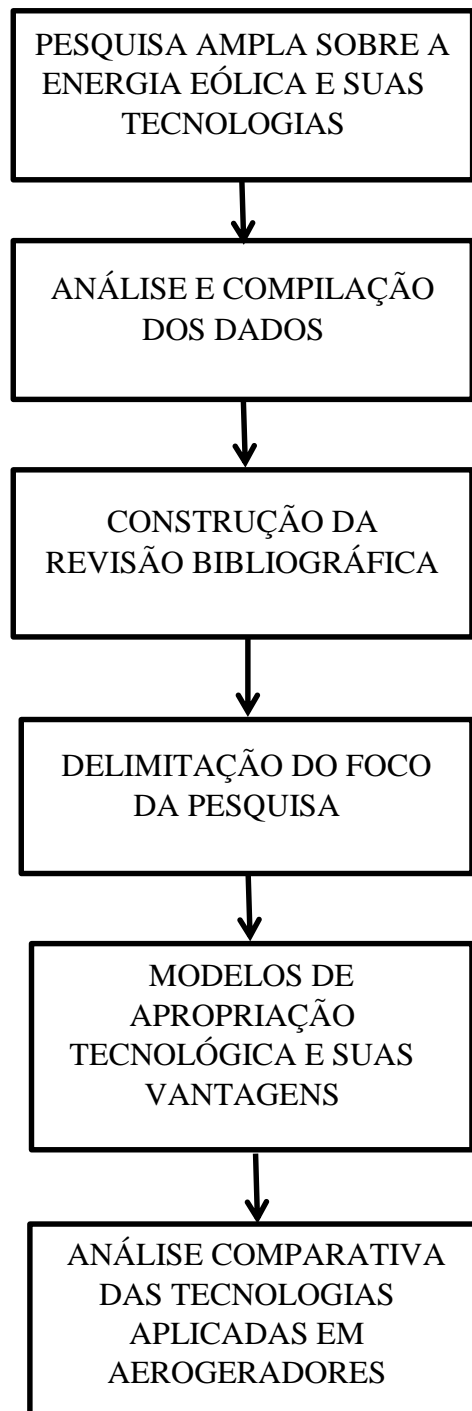 PESQUISA AMPLA SOBRE A
ENERGIA EÓLICA E SUAS
TECNOLOGIAS
ANÁLISE E COMPILAÇÃO
DOS DADOS
CONSTRUÇÃO DA
REVISÃO BIBLIOGRÁFICA
DELIMITAÇÃO DO FOCO
DA PESQUISA
MODELOS DE
APROPRIAÇÃO
TECNOLÓGICA E SUAS
VANTAGENS
ANÁLISE COMPARATIVA
DAS TECNOLOGIAS
APLICADAS EM
AEROGERADORES